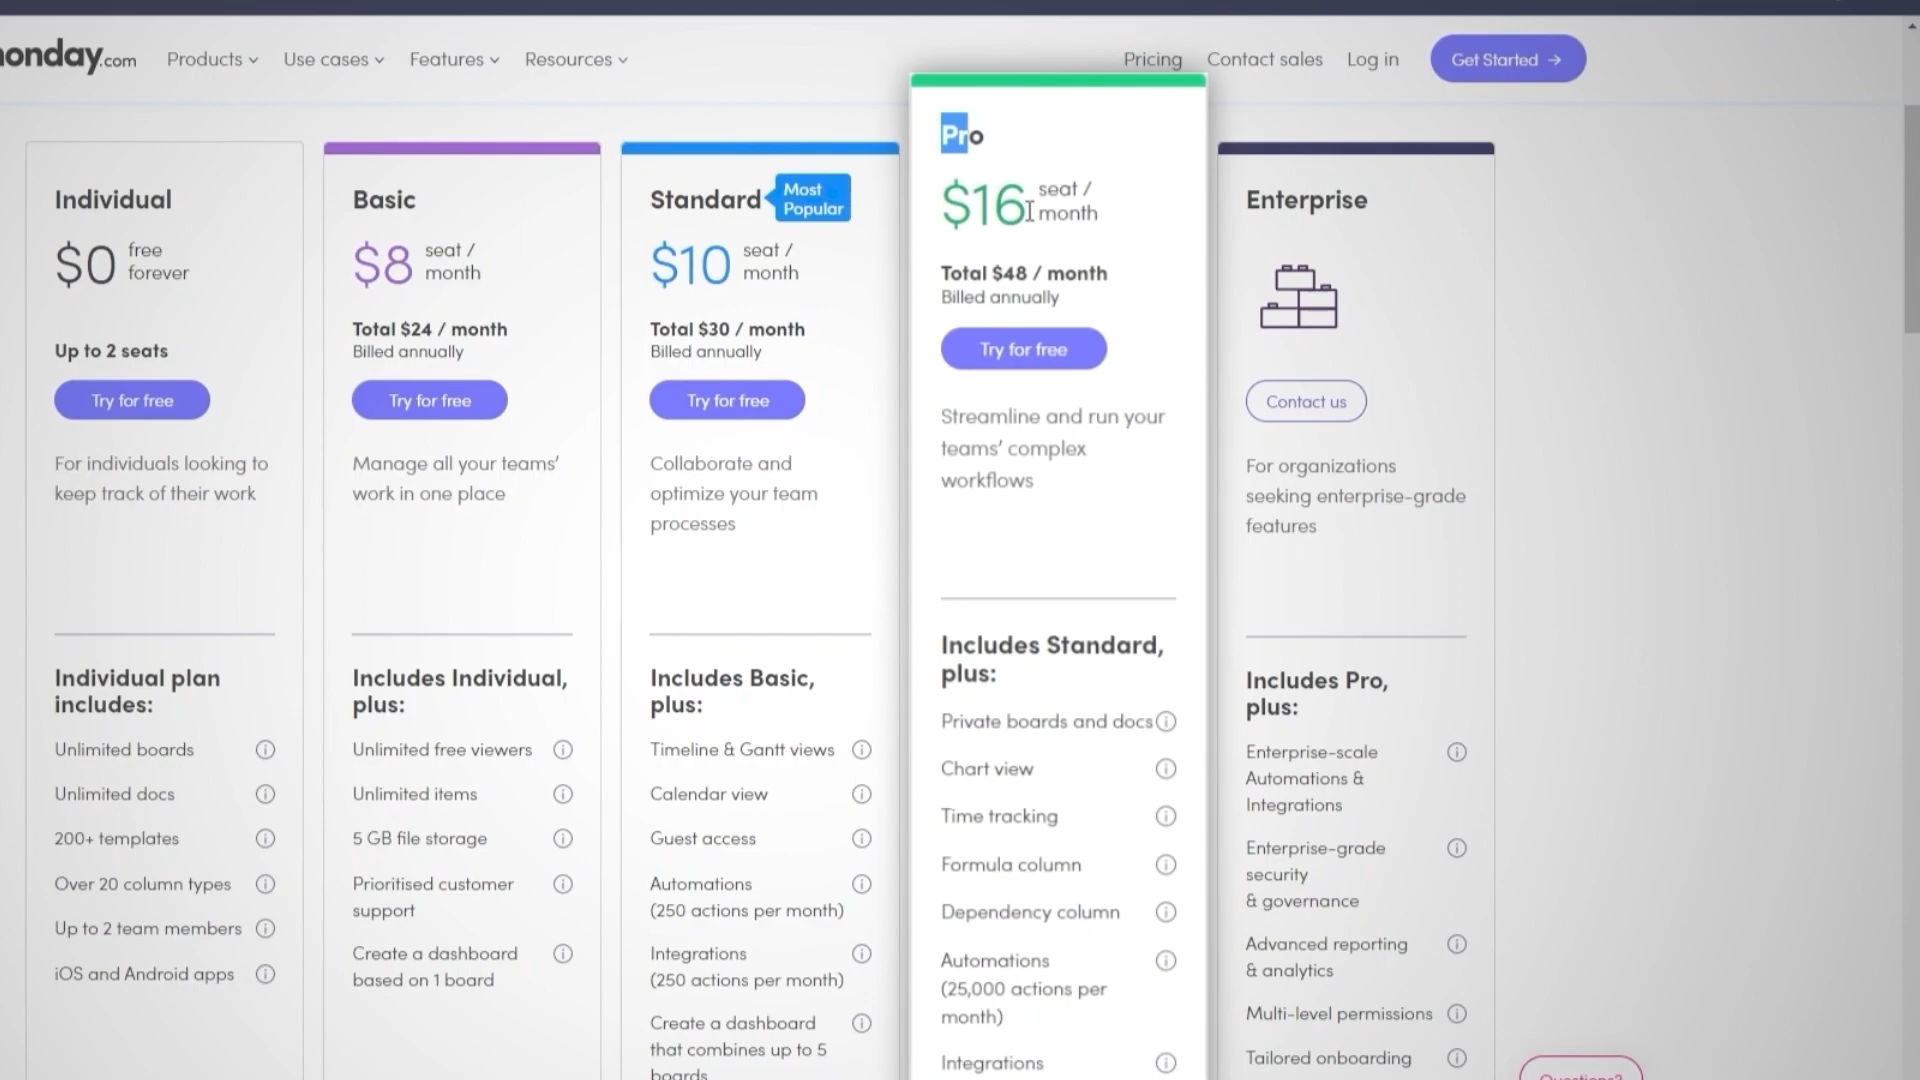 monday.com
Products
Use cases
Features
Resources
Pricing
Contact sales
Log in
Get Started →
Individual
$0 free
forever
Up to 2 seats
Try for free
For individuals looking to
keep track of their work
Individual plan
includes:
Unlimited boards
Unlimited docs
200+ templates
Over 20 column types
Up to 2 team members
iOS and Android apps
Basic
$8 seat /
month
Total $24 / month
Billed annually
Try for free
Manage all your teams’
work in one place
Includes Individual,
plus:
Unlimited free viewers
Unlimited items
5 GB file storage
Prioritised customer
support
Create a dashboard
based on 1 board
Standard
Most
Popular
$10 seat /
month
Total $30 / month
Billed annually
Try for free
Collaborate and
optimize your team
processes
Includes Basic,
plus:
Timeline & Gantt views
Calendar view
Guest access
Automations
(250 actions per month)
Integrations
(250 actions per month)
Create a dashboard
that combines up to 5
boards
Pro
$16 seat /
month
Total $48 / month
Billed annually
Try for free
Streamline and run your
teams’ complex
workflows
Includes Standard,
plus:
Private boards and docs
Chart view
Time tracking
Formula column
Dependency column
Automations
(25,000 actions per
month)
Integrations
Enterprise
Contact us
For organizations
seeking enterprise-grade
features
Includes Pro,
plus:
Enterprise-scale
Automations &
Integrations
Enterprise-grade
security
& governance
Advanced reporting
& analytics
Multi-level permissions
Tailored onboarding
Questions?